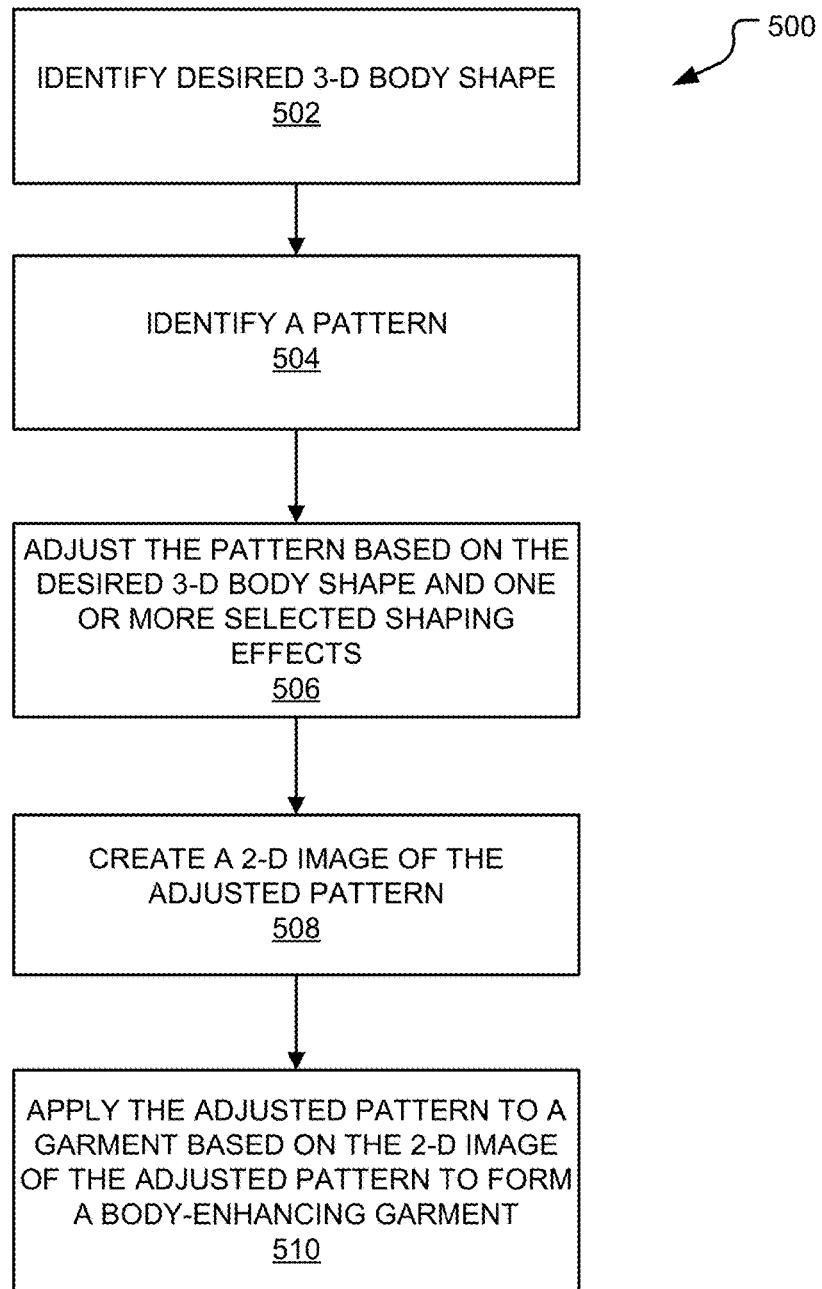 500
IDENTIFY DESIRED 3-D BODY SHAPE
502
IDENTIFY A PATTERN
504
ADJUST THE PATTERN BASED ON THE
DESIRED 3-D BODY SHAPE AND ONE
OR MORE SELECTED SHAPING
EFFECTS
506
CREATE A 2-D IMAGE OF THE
ADJUSTED PATTERN
508
APPLY THE ADJUSTED PATTERN TO A
GARMENT BASED ON THE 2-D IMAGE
OF THE ADJUSTED PATTERN TO FORM
A BODY-ENHANCING GARMENT
510